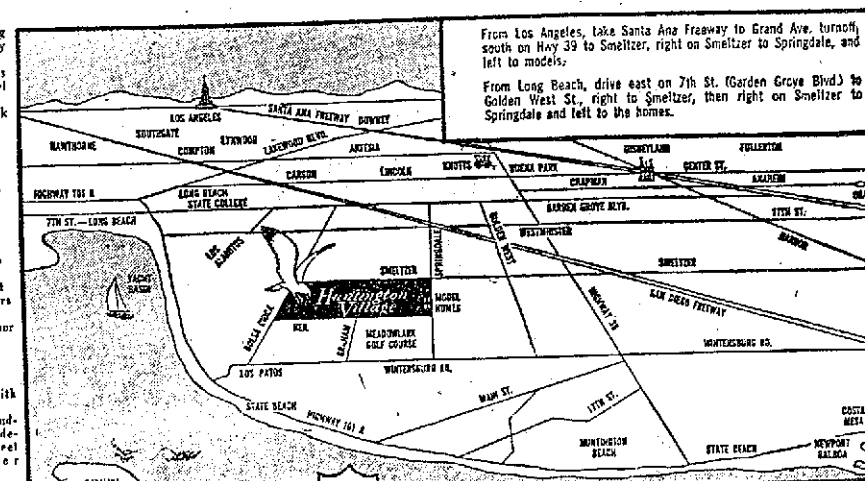 From Los Angeles, take Santa Ana Freeway to Grand Ave. turnoff,
south on Hwy 39 to Smeltzer, right on Smeltzer to Springdale, and
left to models.
From Long Beach, drive east on 7th St. (Garden Grove Blvd.) to
Golden West St., right to Smeltzer, then right on Smeltzer to
Springdale and left to the homes.
LOS ANGELES
SANTA ANA FREEWAY
DOWNEY
HAWTHORNE
SOUTHGATE
COMPTON
LYNWOOD
LAKEWOOD BLVD.
ARTESIA
DISNEYLAND
FULLERTON
CARSON
LINCOLN
KNOTTS
BUENA PARK
CENTER ST.
CHAPMAN
ANAHEIM
HIGHWAY 101 A
LONG BEACH
STATE COLLEGE
GARDEN GROVE BLVD.
17TH ST.
7TH ST.—LONG BEACH
WESTMINSTER
HARBOR
LOS
ALAMITOS
SPRINGDALE
GOLDEN WEST
SMELTZER
SMELTZER
YACHT
BASIN
Huntington
Village
MODEL
HOMES
HIGHWAY 39
SAN DIEGO FREEWAY
BOLSA CHICA
HEIL
GRAHAM
MEADOWLARK
GOLF COURSE
WINTERSBURG RD.
LOS PATOS
WINTERSBURG RD.
STATE BEACH
HIGHWAY 101 A
MAIN ST.
17TH ST.
HUNTINGTON
BEACH
STATE BEACH
COSTA
MESA
NEWPORT
BALBOA